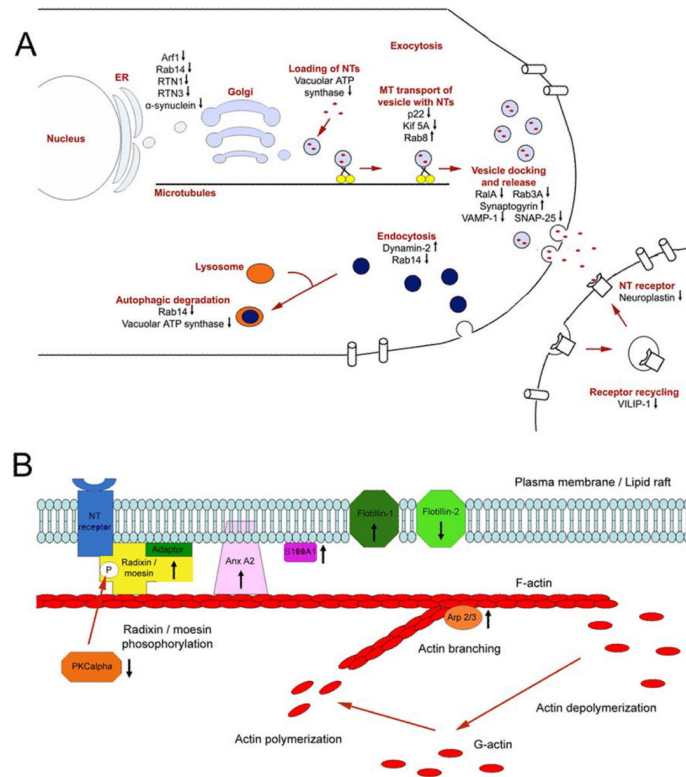 A
Exocytosis
ER
Arf1↓
Rab14↓
RTN1↓
RTN3↓
α-synuclein↓
Golgi
Nucleus
Loading of NTs
Vacuolar ATP
synthase↓
MT transport of
vesicle with NTs
p22↓
Kif 5A↓
Rab8↑
Microtubules
Vesicle docking
and release
RalA↓ Rab3A↓
Synaptogyrin↑
VAMP-1↓ SNAP-25↓
Endocytosis
Dynamin-2↑
Rab14↓
Lysosome
Autophagic degradation
Rab14↓
Vacuolar ATP synthase↓
NT receptor
Neuroplastin↓
Receptor recycling
VILIP-1↓
B
Plasma membrane / Lipid raft
NT
receptor
Flotillin-1
↑
Flotillin-2
↓
Adaptor
P
Radixin /
moesin ↑
Anx A2
↑
S100A1 ↑
F-actin
Arp 2/3 ↑
Radixin / moesin
phosophorylation
Actin branching
PKCalpha ↓
Actin depolymerization
Actin polymerization
G-actin